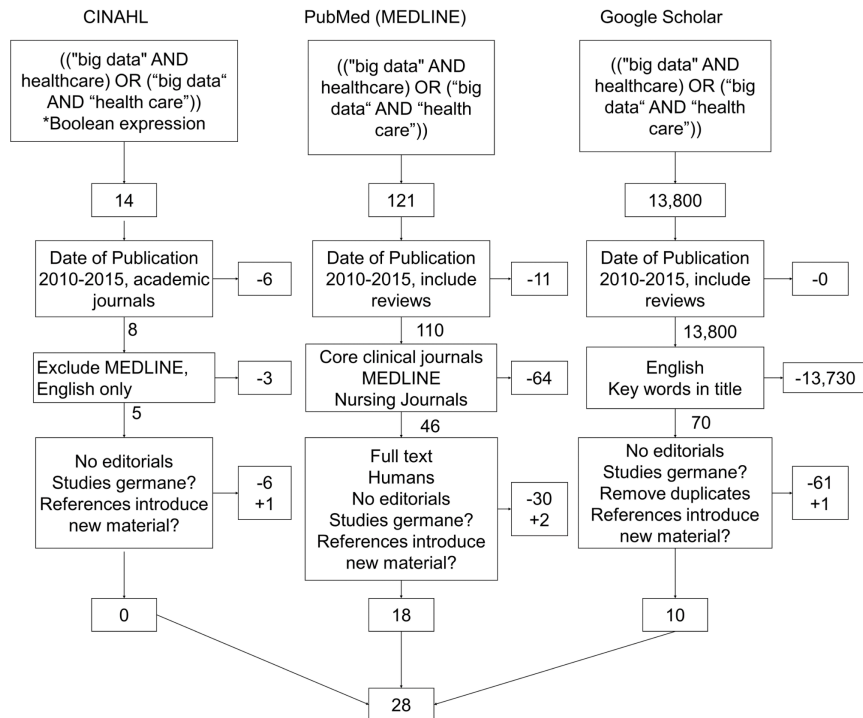 CINAHL
(("big data" AND
healthcare) OR (“big data“
AND “health care”))
*Boolean expression
14
Date of Publication
2010-2015, academic
journals
-6
8
Exclude MEDLINE,
English only
-3
5
No editorials
Studies germane?
References introduce
new material?
-6
+1
0
PubMed (MEDLINE)
(("big data" AND
healthcare) OR (“big
data“ AND “health
care”))
121
Date of Publication
2010-2015, include
reviews
-11
110
Core clinical journals
MEDLINE
Nursing Journals
-64
46
Full text
Humans
No editorials
Studies germane?
References introduce
new material?
-30
+2
18
Google Scholar
(("big data" AND
healthcare) OR (“big
data“ AND “health
care”))
13,800
Date of Publication
2010-2015, include
reviews
-0
13,800
English
Key words in title
-13,730
70
No editorials
Studies germane?
Remove duplicates
References introduce
new material?
-61
+1
10
28